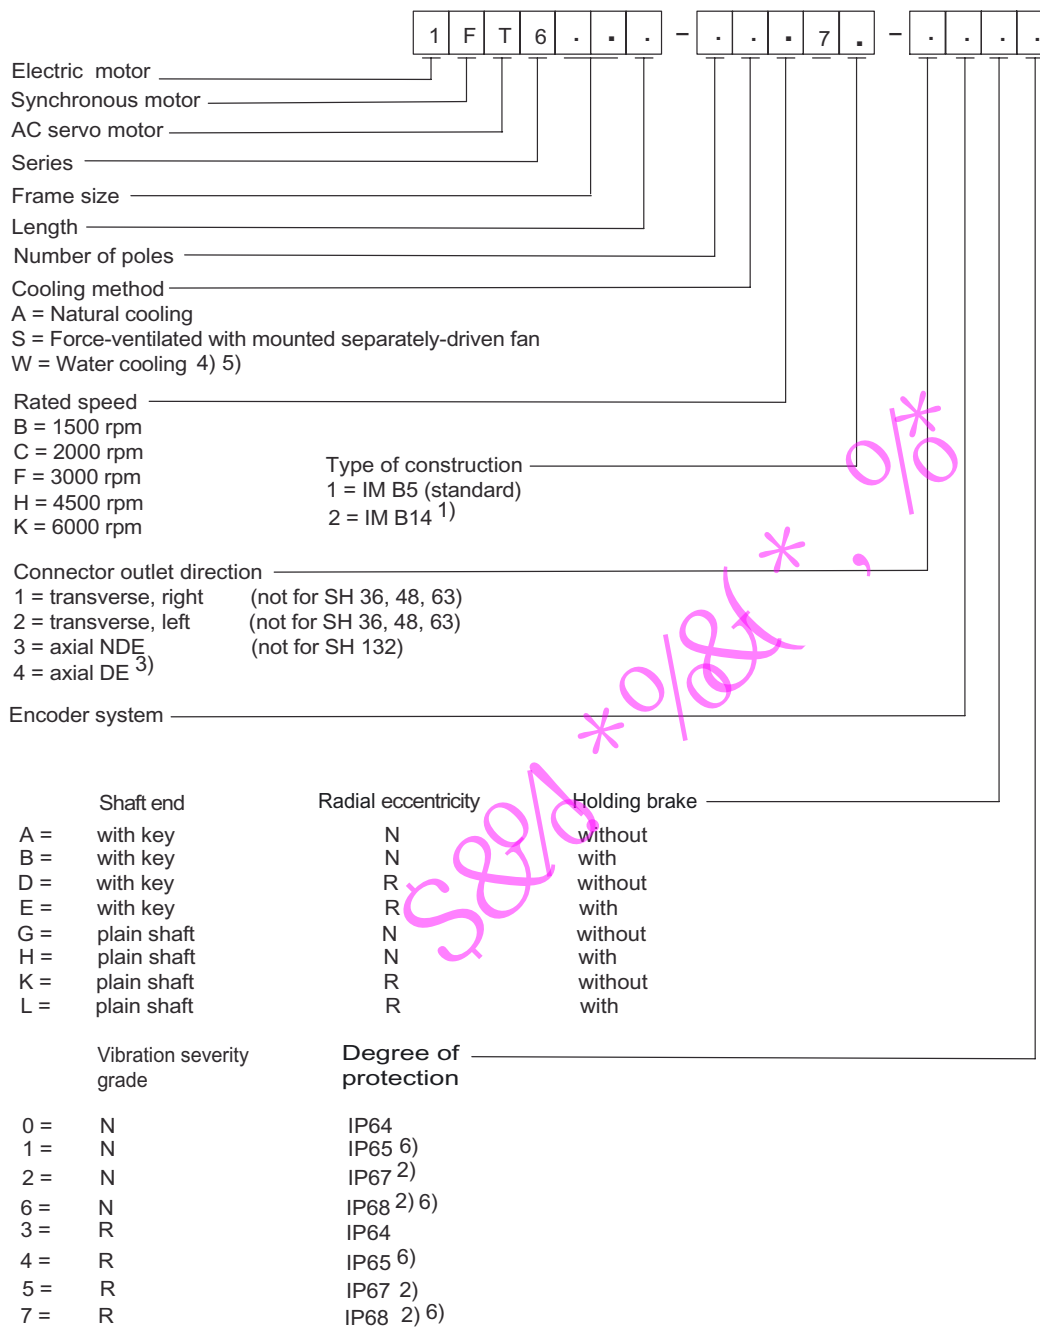 1 F T 6 . . . – . . . 7 . – . . . .
Electric motor
Synchronous motor
AC servo motor
Series
Frame size
Length
Number of poles
Cooling method
A = Natural cooling
S = Force-ventilated with mounted separately-driven fan
W = Water cooling 4) 5)
Rated speed
B = 1500 rpm
C = 2000 rpm
F = 3000 rpm
H = 4500 rpm
K = 6000 rpm
Type of construction
1 = IM B5 (standard)
2 = IM B14 1)
Connector outlet direction
1 = transverse, right (not for SH 36, 48, 63)
2 = transverse, left (not for SH 36, 48, 63)
3 = axial NDE (not for SH 132)
4 = axial DE 3)
Encoder system
Shaft end Radial eccentricity Holding brake
A = with key N without
B = with key N with
D = with key R without
E = with key R with
G = plain shaft N without
H = plain shaft N with
K = plain shaft R without
L = plain shaft R with
Vibration severity grade Degree of protection
0 = N IP64
1 = N IP65 6)
2 = N IP67 2)
6 = N IP68 2) 6)
3 = R IP64
4 = R IP65 6)
5 = R IP67 2)
7 = R IP68 2) 6)